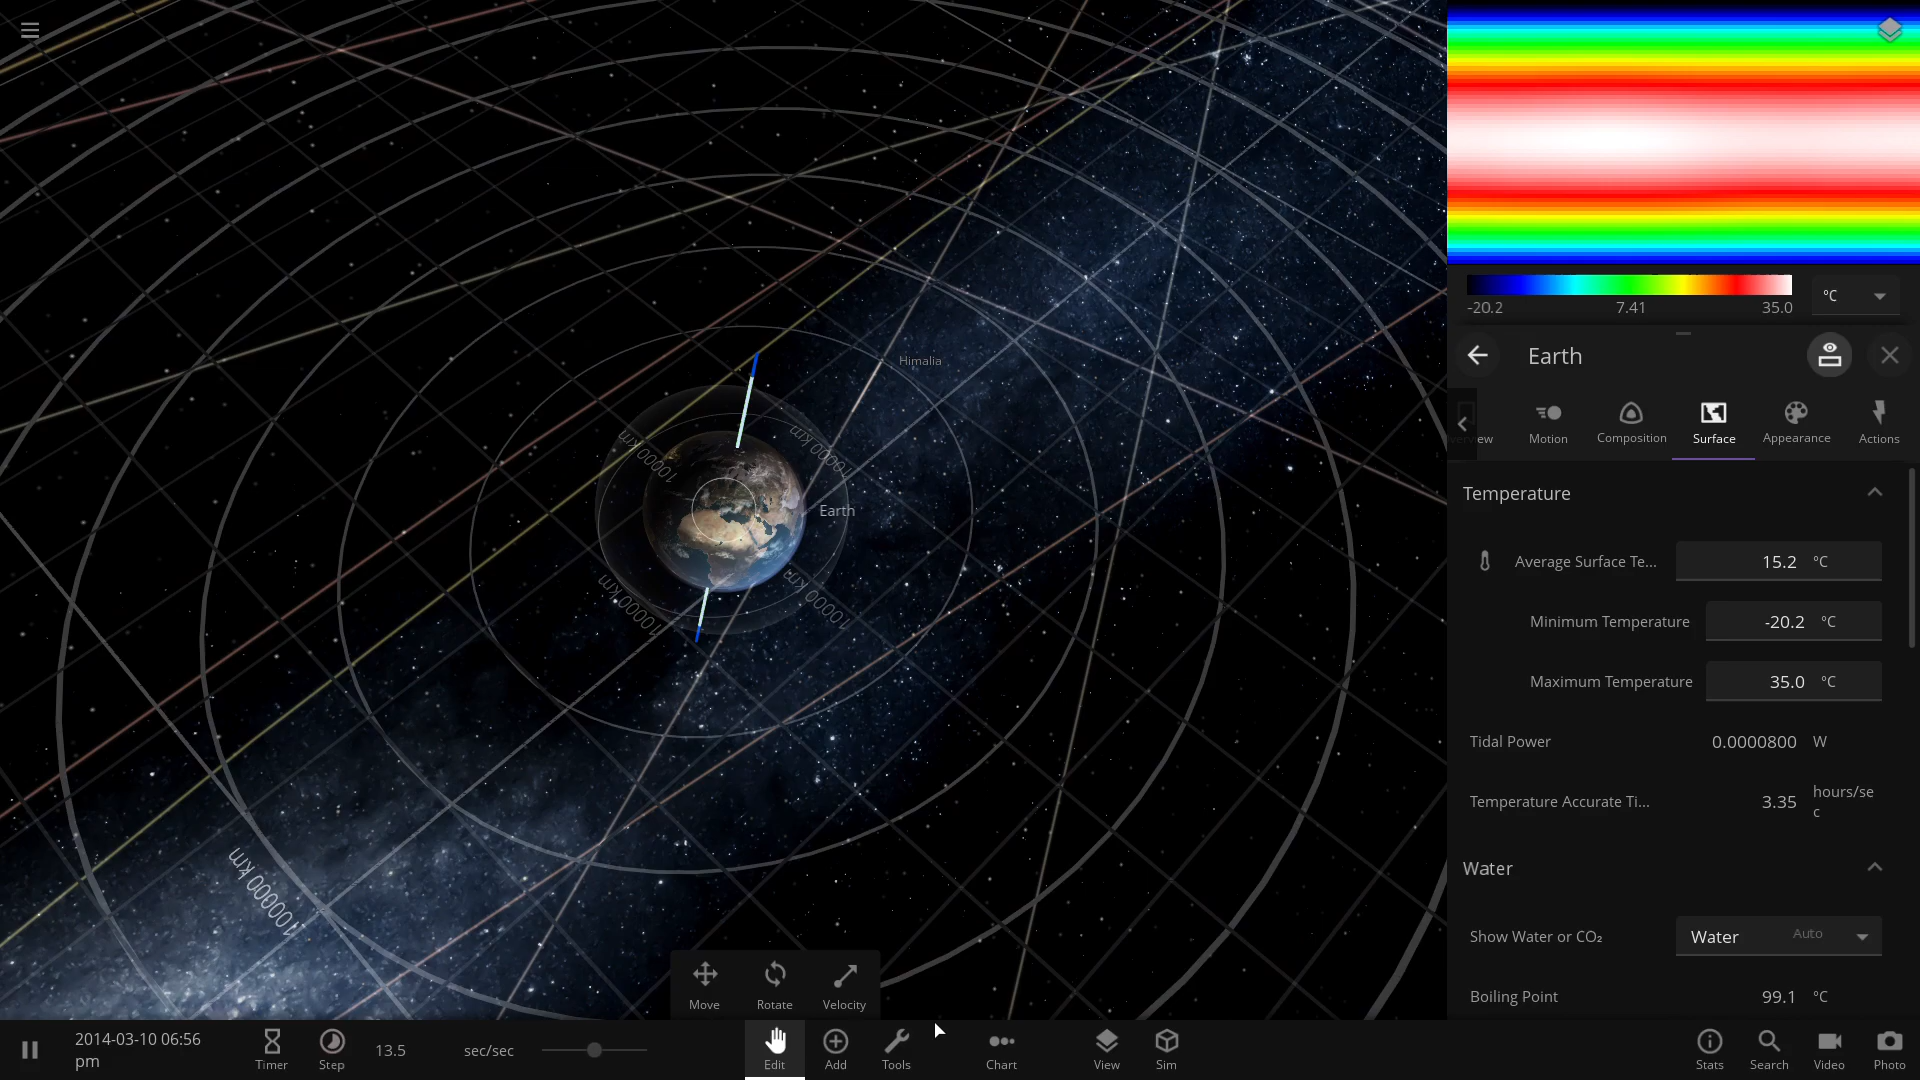 -20.2
7.41
35.0
°C
Earth
Motion
Composition
Surface
Appearance
Actions
Temperature
Average Surface Te... 15.2 °C
Minimum Temperature -20.2 °C
Maximum Temperature 35.0 °C
Tidal Power 0.0000800 W
Temperature Accurate Ti... 3.35 hours/se
c
Water
Show Water or CO₂ Water Auto
Boiling Point 99.1 °C
Himalia
Earth
10000 km
10000 km
10000 km
10000 km
100000 km
Move
Rotate
Velocity
2014-03-10 06:56
pm
Timer
Step
13.5 sec/sec
Edit
Add
Tools
Chart
View
Sim
Stats
Search
Video
Photo